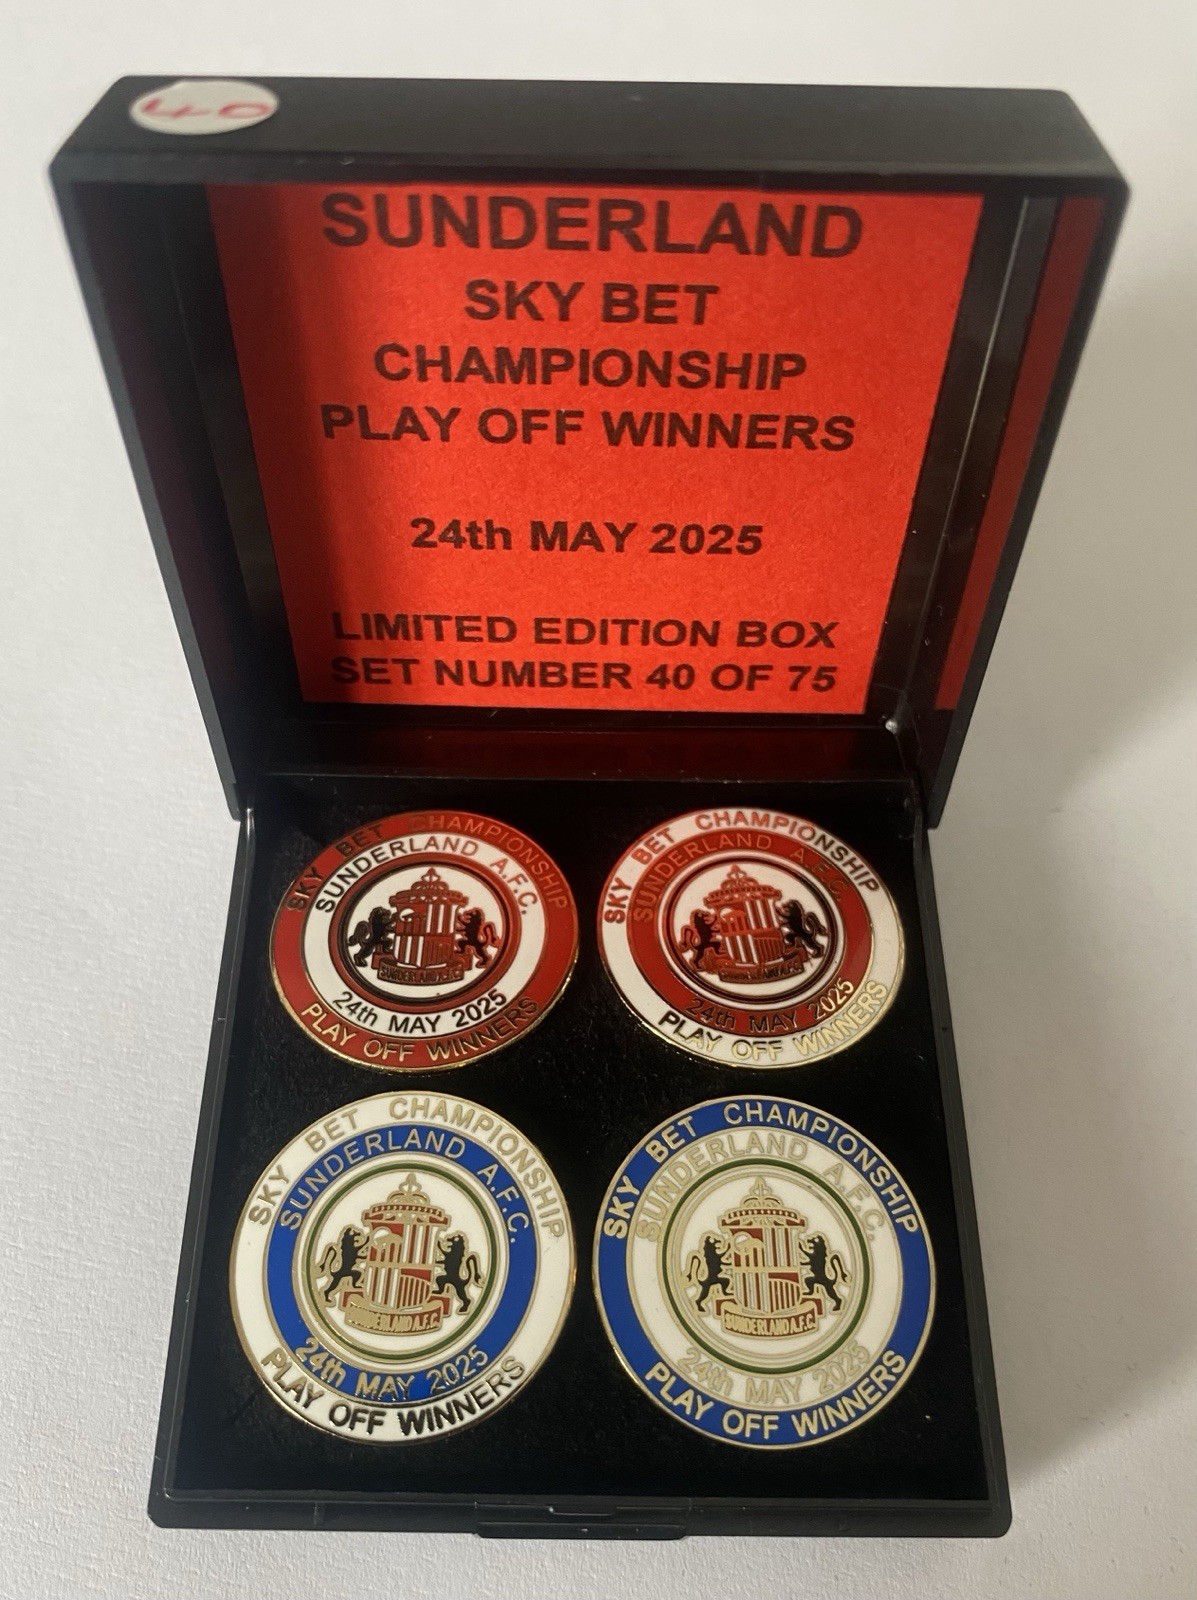 40
SUNDERLAND
SKY BET
CHAMPIONSHIP
PLAY OFF WINNERS
24th MAY 2025
LIMITED EDITION BOX
SET NUMBER 40 OF 75
SKY BET CHAMPIONSHIP
SUNDERLAND A.F.C.
SUNDERLAND A.F.C.
24th MAY 2025
PLAY OFF WINNERS
SKY BET CHAMPIONSHIP
SUNDERLAND A.F.C.
SUNDERLAND A.F.C.
24th MAY 2025
PLAY OFF WINNERS
SKY BET CHAMPIONSHIP
SUNDERLAND A.F.C.
SUNDERLAND A.F.C.
24th MAY 2025
PLAY OFF WINNERS
SKY BET CHAMPIONSHIP
SUNDERLAND A.F.C.
SUNDERLAND A.F.C.
24th MAY 2025
PLAY OFF WINNERS